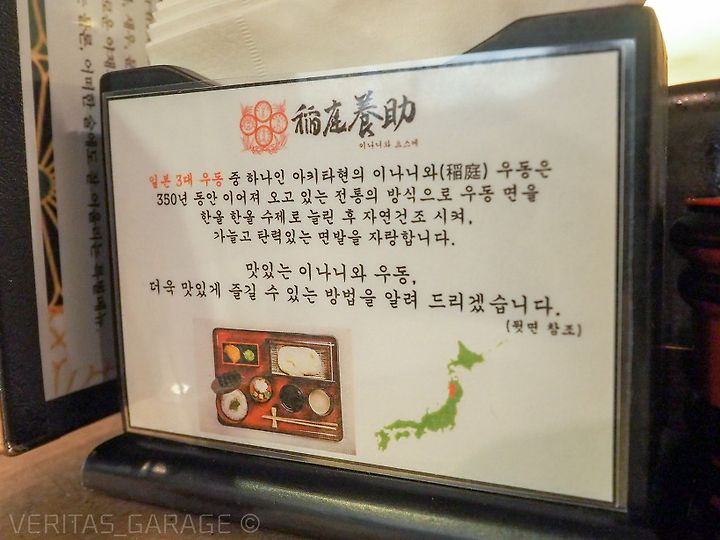 稲庭養助
이나니와 요스케
일본 3대 우동 중 하나인 아키타현의 이나니와(稲庭) 우동은
350년 동안 이어져 오고 있는 전통의 방식으로 우동 면을
한올 한올 수제로 늘린 후 자연건조 시켜,
가늘고 탄력있는 면발을 자랑합니다.
맛있는 이나니와 우동,
더욱 맛있게 즐길 수 있는 방법을 알려 드리겠습니다.
(뒷면 참조)
VERITAS_GARAGE ©